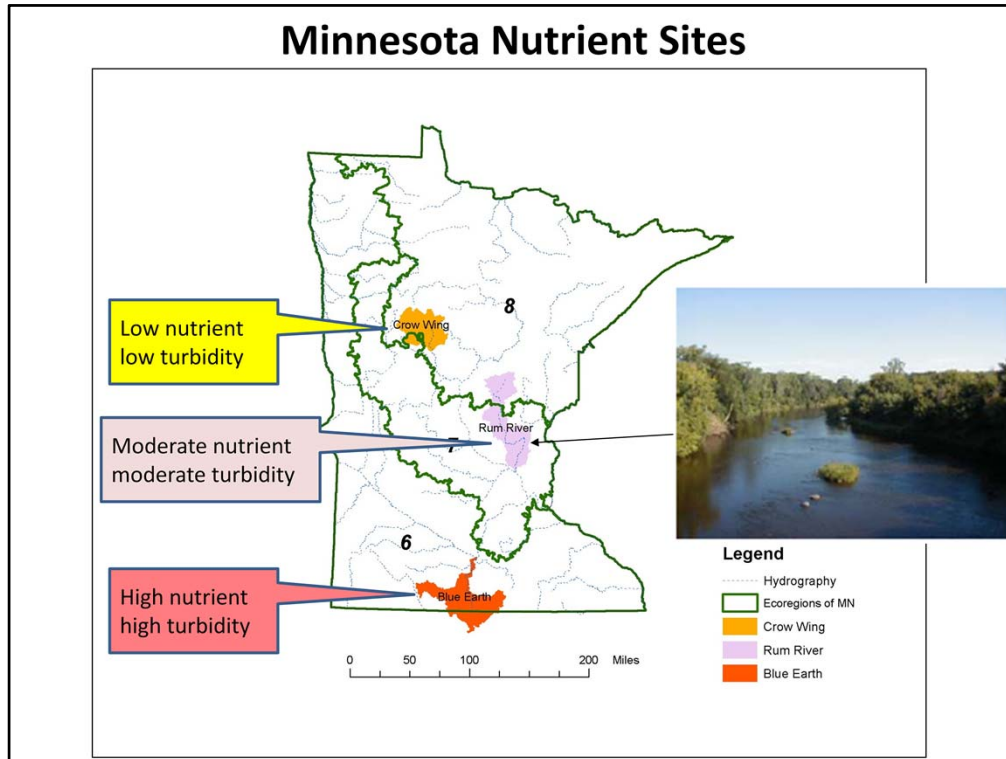 Minnesota Nutrient Sites
8
Low nutrient
low turbidity
Crow Wing
Rum River
Moderate nutrient
moderate turbidity
7
6
High nutrient
high turbidity
Blue Earth
0 50 100 200 Miles
Legend
Hydrography
Ecoregions of MN
Crow Wing
Rum River
Blue Earth